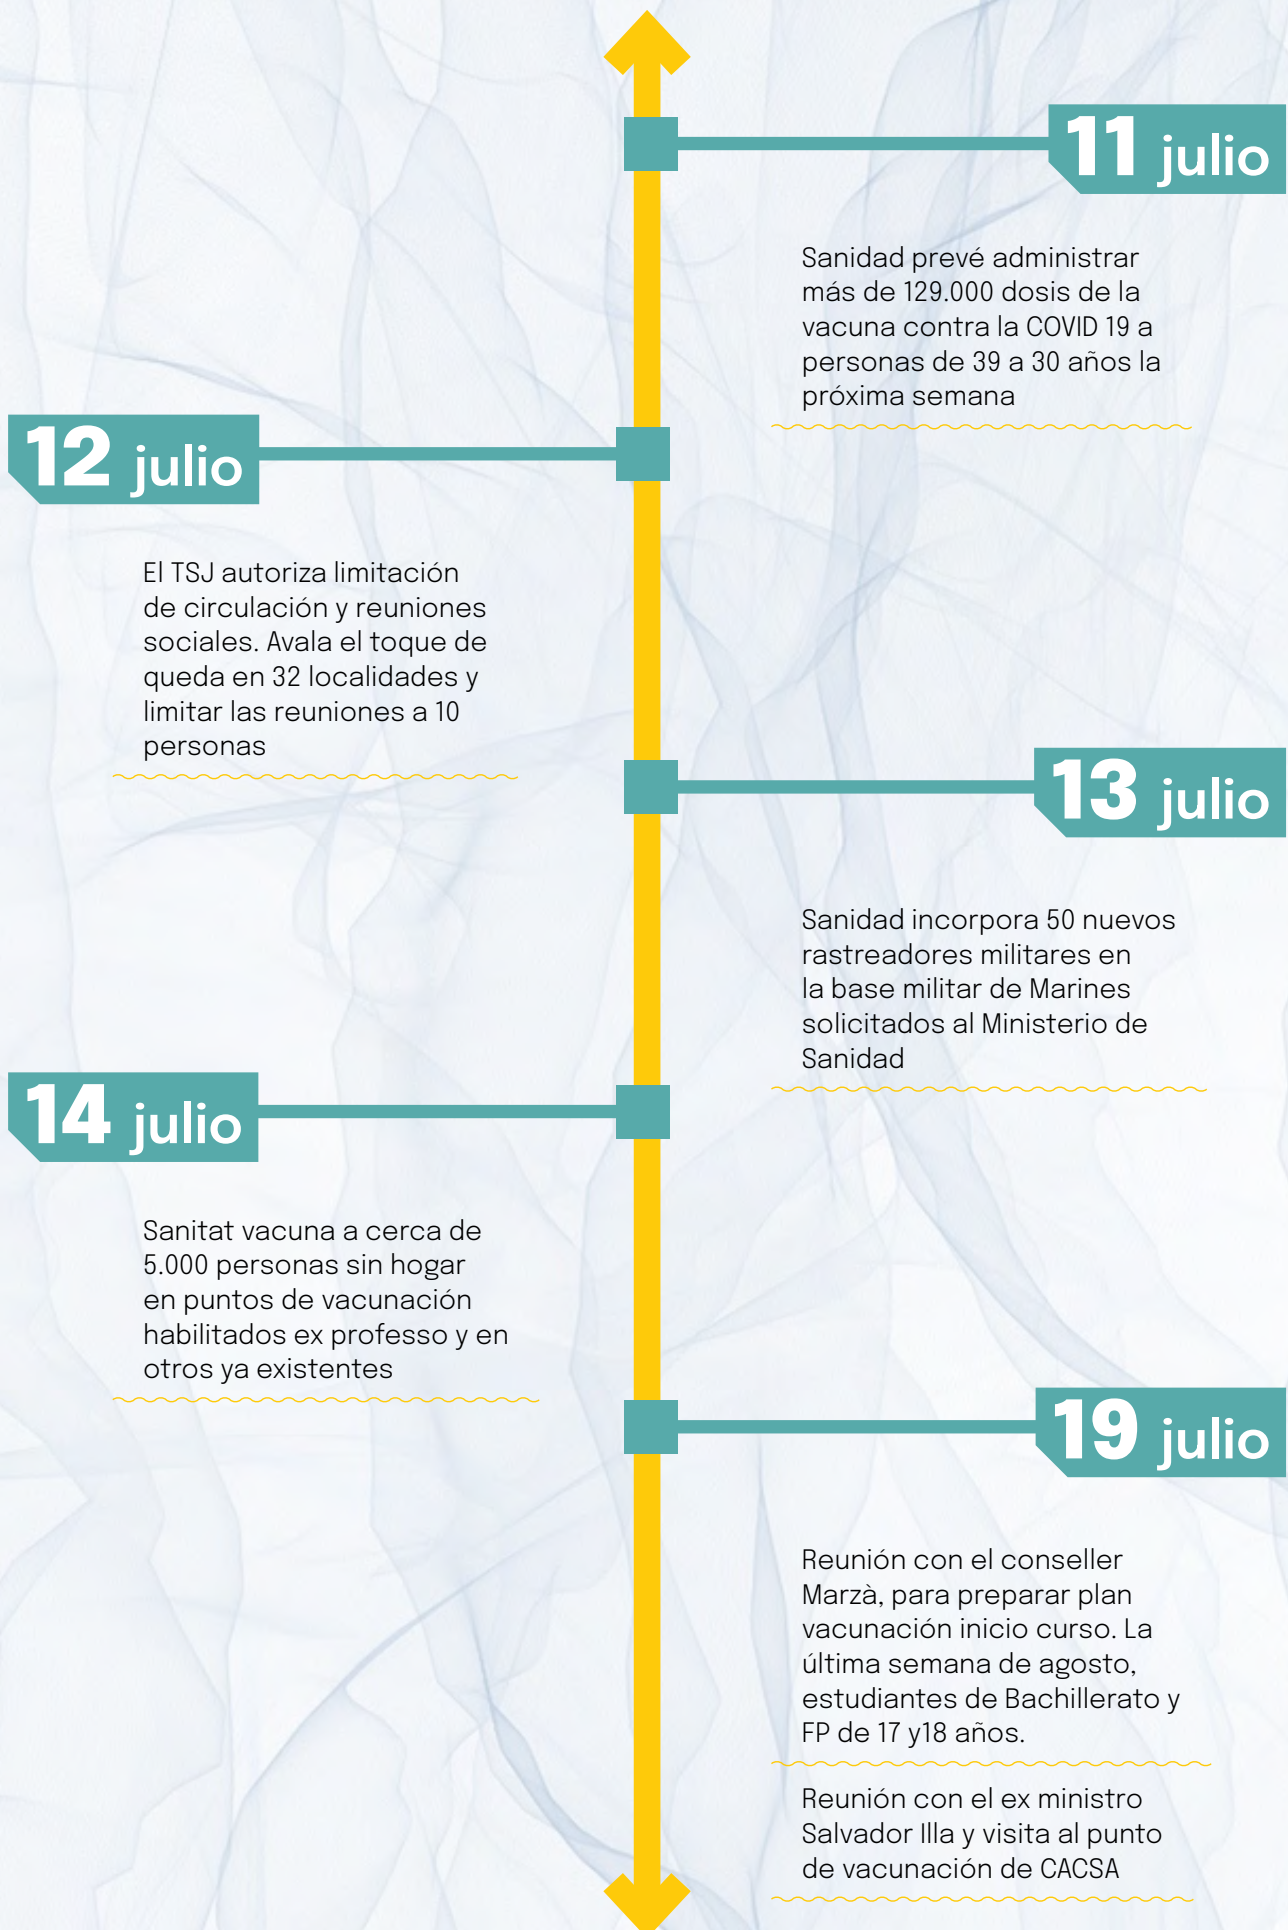 11 julio
Sanidad prevé administrar
más de 129.000 dosis de la
vacuna contra la COVID 19 a
personas de 39 a 30 años la
próxima semana
12 julio
El TSJ autoriza limitación
de circulación y reuniones
sociales. Avala el toque de
queda en 32 localidades y
limitar las reuniones a 10
personas
13 julio
Sanidad incorpora 50 nuevos
rastreadores militares en
la base militar de Marines
solicitados al Ministerio de
Sanidad
14 julio
Sanitat vacuna a cerca de
5.000 personas sin hogar
en puntos de vacunación
habilitados ex professo y en
otros ya existentes
19 julio
Reunión con el conseller
Marzà, para preparar plan
vacunación inicio curso. La
última semana de agosto,
estudiantes de Bachillerato y
FP de 17 y18 años.
Reunión con el ex ministro
Salvador Illa y visita al punto
de vacunación de CACSA